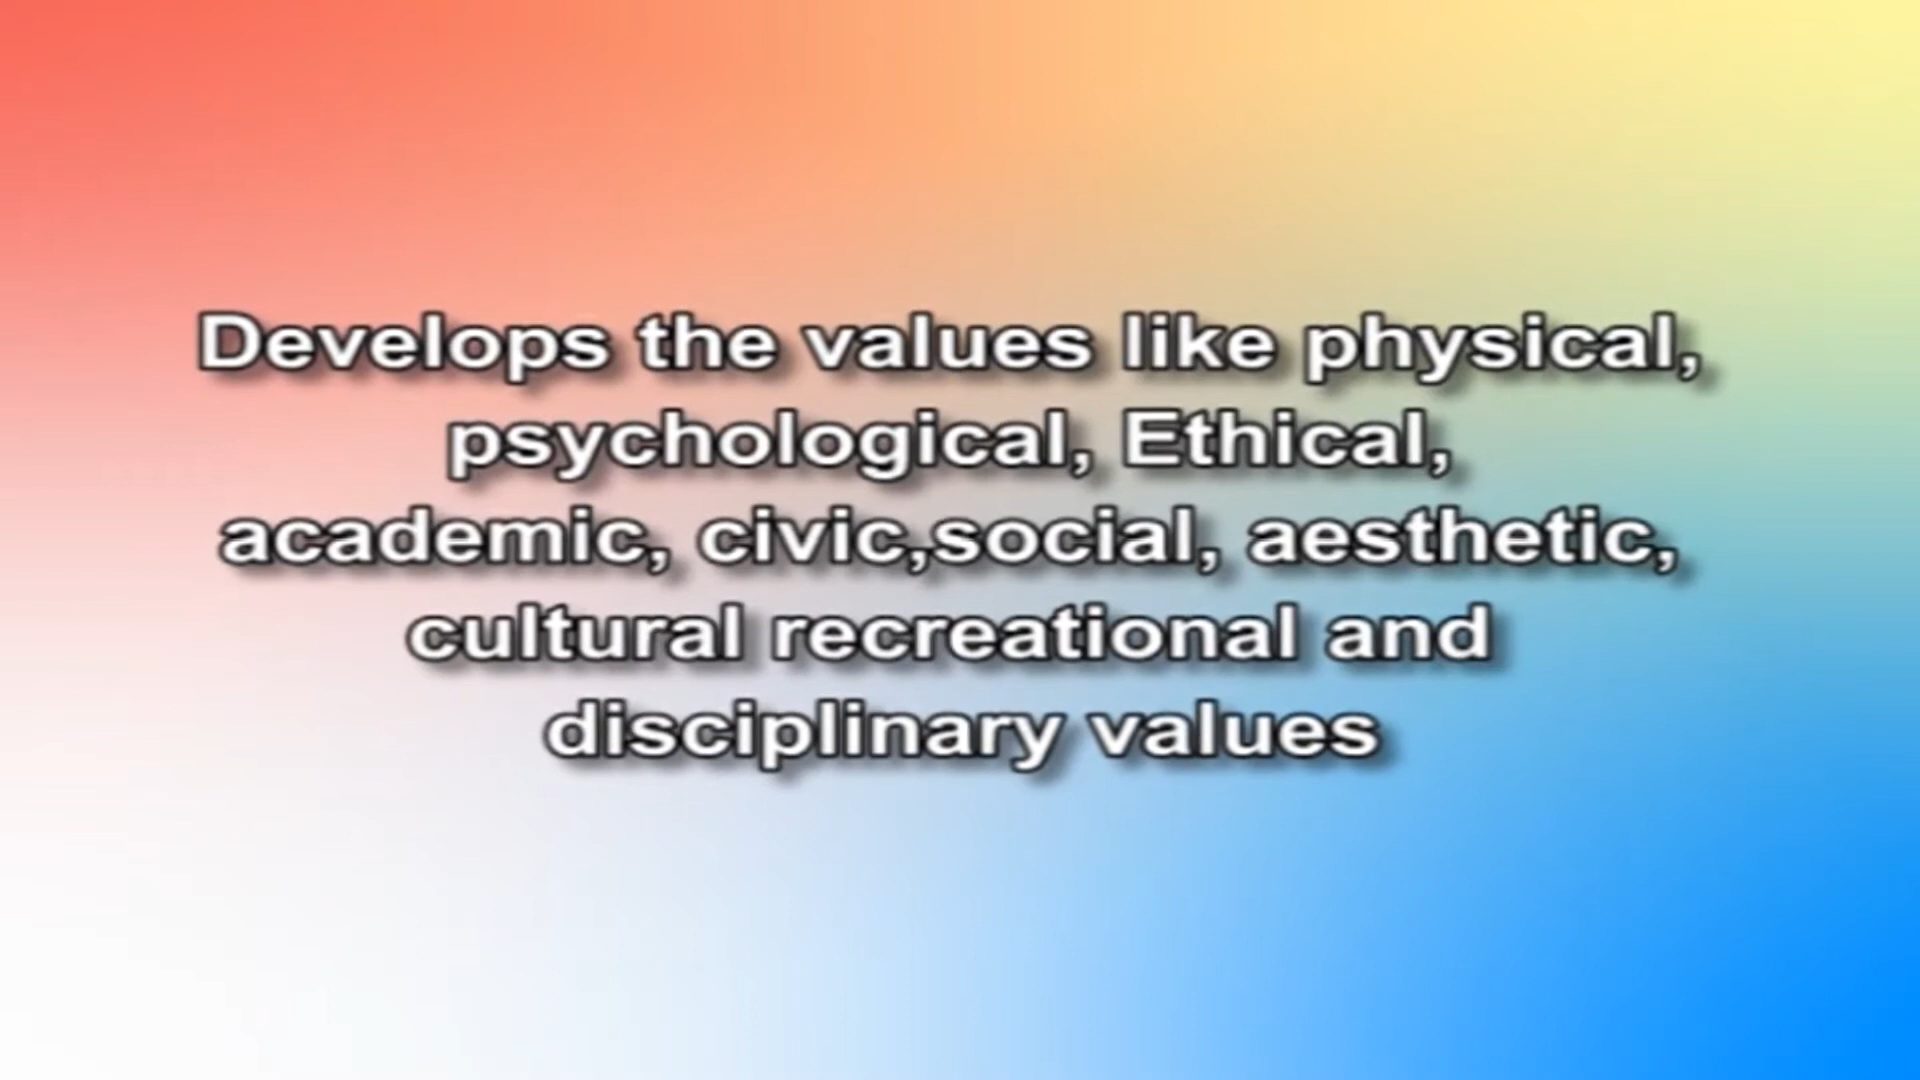 Develops the values like physical,
psychological, Ethical,
academic, civic,social, aesthetic,
cultural recreational and
disciplinary values